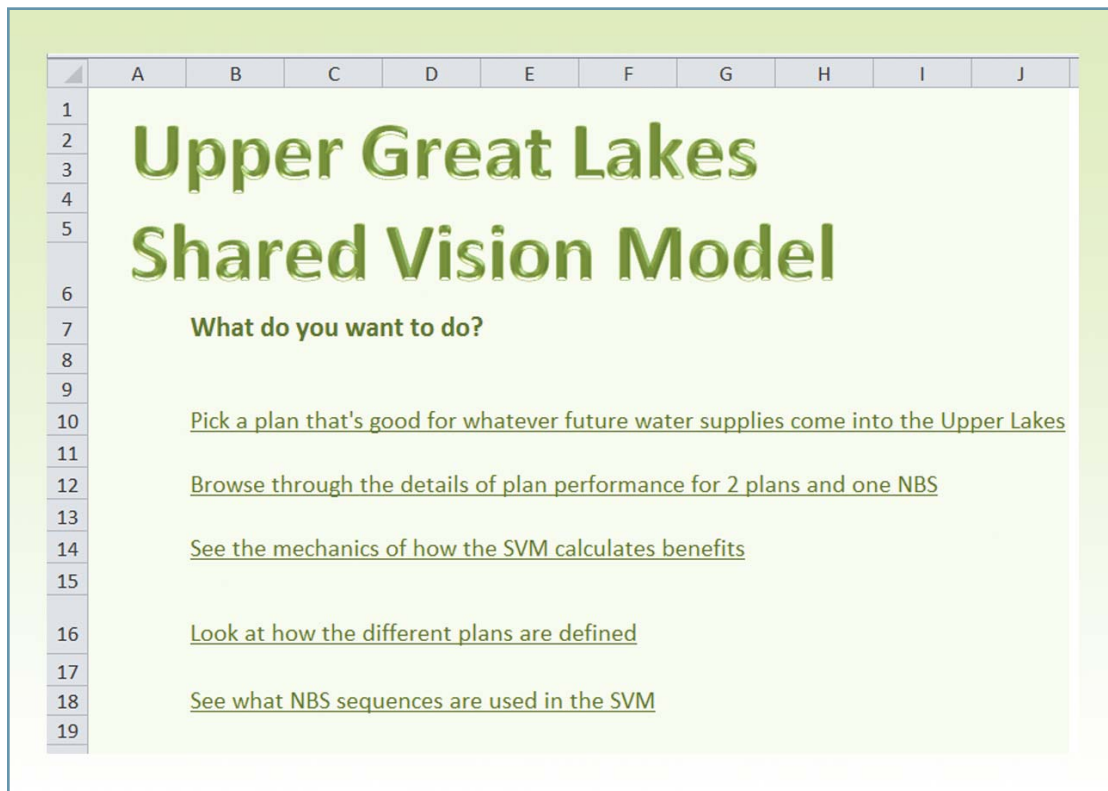 A B C D E F G H I J
1
2
Upper Great Lakes
3
4
5
Shared Vision Model
6
7 What do you want to do?
8
9
10 Pick a plan that's good for whatever future water supplies come into the Upper Lakes
11
12 Browse through the details of plan performance for 2 plans and one NBS
13
14 See the mechanics of how the SVM calculates benefits
15
16 Look at how the different plans are defined
17
18 See what NBS sequences are used in the SVM
19